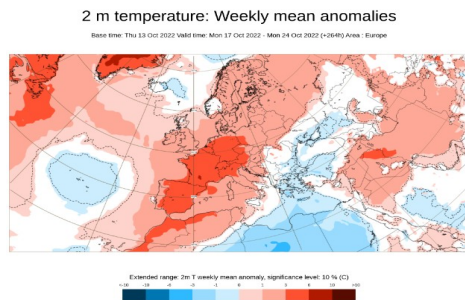 2 m temperature: Weekly mean anomalies
Base time: Thu 13 Oct 2022 Valid time: Mon 17 Oct 2022 - Mon 24 Oct 2022 (+264h) Area : Europe
Extended range: 2m T weekly mean anomaly, significance level: 10 % (C)